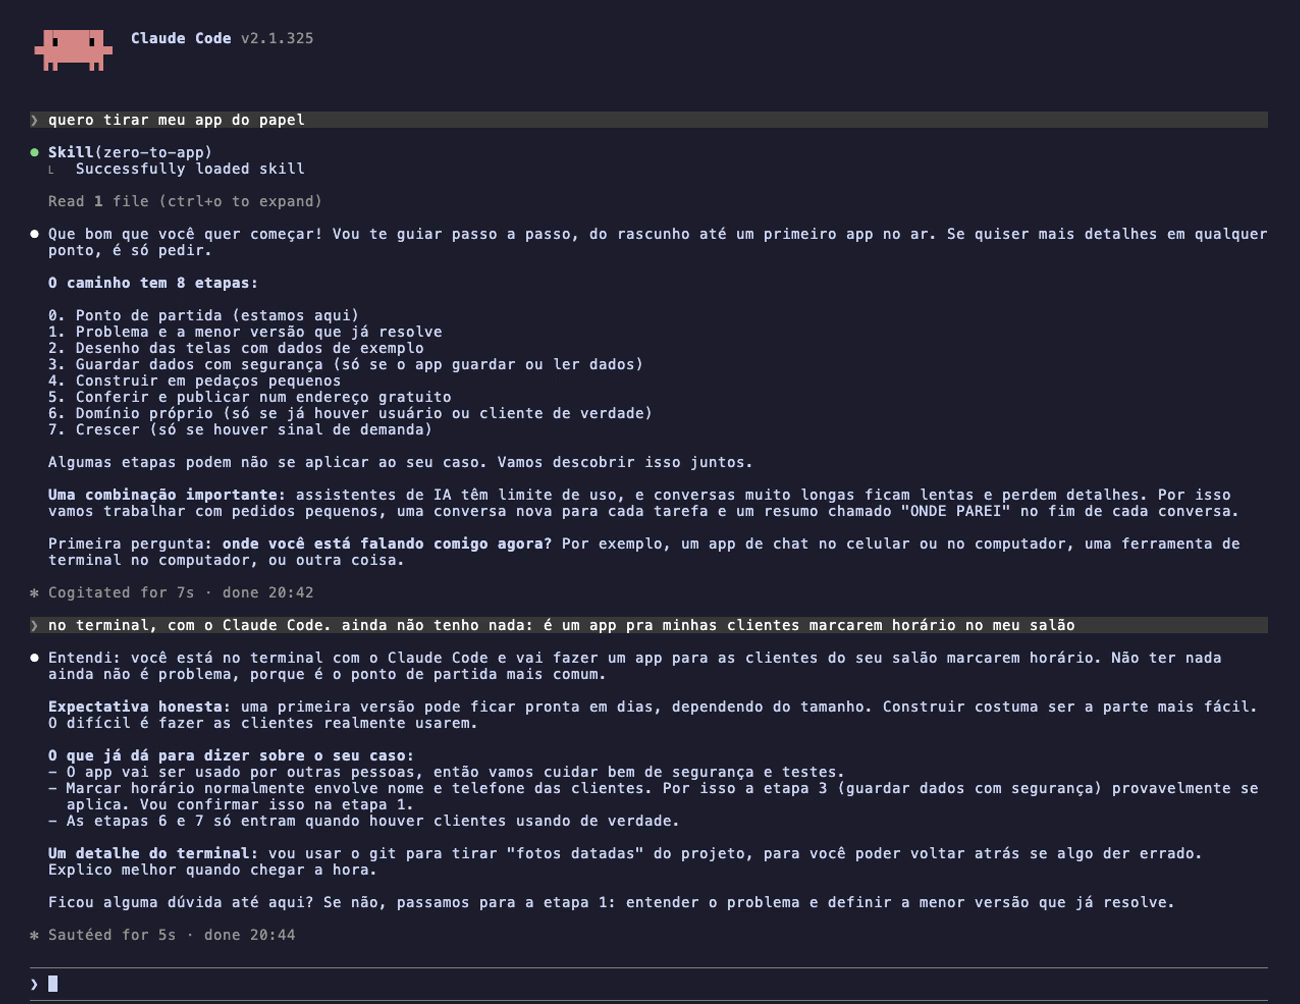 Claude Code v2.1.325
❯ quero tirar meu app do papel
● Skill(zero-to-app)
└ Successfully loaded skill
Read 1 file (ctrl+o to expand)
● Que bom que você quer começar! Vou te guiar passo a passo, do rascunho até um primeiro app no ar. Se quiser mais detalhes em qualquer
ponto, é só pedir.
O caminho tem 8 etapas:
0. Ponto de partida (estamos aqui)
1. Problema e a menor versão que já resolve
2. Desenho das telas com dados de exemplo
3. Guardar dados com segurança (só se o app guardar ou ler dados)
4. Construir em pedaços pequenos
5. Conferir e publicar num endereço gratuito
6. Domínio próprio (só se já houver usuário ou cliente de verdade)
7. Crescer (só se houver sinal de demanda)
Algumas etapas podem não se aplicar ao seu caso. Vamos descobrir isso juntos.
Uma combinação importante: assistentes de IA têm limite de uso, e conversas muito longas ficam lentas e perdem detalhes. Por isso
vamos trabalhar com pedidos pequenos, uma conversa nova para cada tarefa e um resumo chamado "ONDE PAREI" no fim de cada conversa.
Primeira pergunta: onde você está falando comigo agora? Por exemplo, um app de chat no celular ou no computador, uma ferramenta de
terminal no computador, ou outra coisa.
✻ Cogitated for 7s · done 20:42
❯ no terminal, com o Claude Code. ainda não tenho nada: é um app pra minhas clientes marcarem horário no meu salão
● Entendi: você está no terminal com o Claude Code e vai fazer um app para as clientes do seu salão marcarem horário. Não ter nada
ainda não é problema, porque é o ponto de partida mais comum.
Expectativa honesta: uma primeira versão pode ficar pronta em dias, dependendo do tamanho. Construir costuma ser a parte mais fácil.
O difícil é fazer as clientes realmente usarem.
O que já dá para dizer sobre o seu caso:
– O app vai ser usado por outras pessoas, então vamos cuidar bem de segurança e testes.
– Marcar horário normalmente envolve nome e telefone das clientes. Por isso a etapa 3 (guardar dados com segurança) provavelmente se
aplica. Vou confirmar isso na etapa 1.
– As etapas 6 e 7 só entram quando houver clientes usando de verdade.
Um detalhe do terminal: vou usar o git para tirar "fotos datadas" do projeto, para você poder voltar atrás se algo der errado.
Explico melhor quando chegar a hora.
Ficou alguma dúvida até aqui? Se não, passamos para a etapa 1: entender o problema e definir a menor versão que já resolve.
✻ Sautéed for 5s · done 20:44
❯